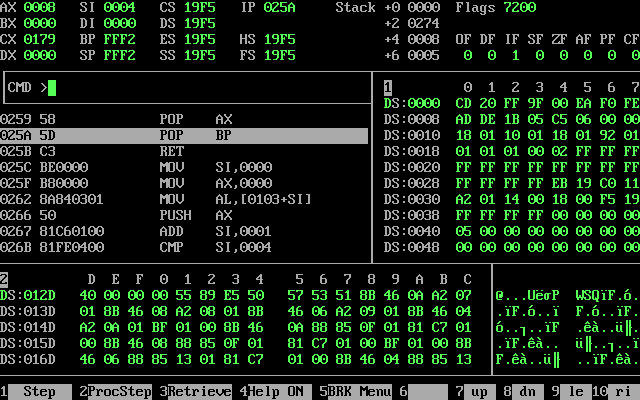 AX 0008 SI 0004 CS 19F5 IP 025A Stack +0 0000 Flags 7200
BX 0000 DI 0000 DS 19F5 +2 0274
CX 0179 BP FFF2 ES 19F5 HS 19F5 +4 0008 OF DF IF SF ZF AF PF CF
DX 0000 SP FFF2 SS 19F5 FS 19F5 +6 0005 0 0 1 0 0 0 0 0
CMD >
1 0 1 2 3 4 5 6 7
DS:0000 CD 20 FF 9F 00 EA F0 FE
DS:0008 AD DE 1B 05 C5 06 00 00
DS:0010 18 01 10 01 18 01 92 01
DS:0018 01 01 01 00 02 FF FF FF
DS:0020 FF FF FF FF FF FF FF FF
DS:0028 FF FF FF FF EB 19 C0 11
DS:0030 A2 01 14 00 18 00 F5 19
DS:0038 FF FF FF FF 00 00 00 00
DS:0040 05 00 00 00 00 00 00 00
DS:0048 00 00 00 00 00 00 00 00
0259 58 POP AX
025A 5D POP BP
025B C3 RET
025C BE0000 MOV SI,0000
025F B80000 MOV AX,0000
0262 8A840301 MOV AL,[0103+SI]
0266 50 PUSH AX
0267 81C60100 ADD SI,0001
026B 81FE0400 CMP SI,0004
2 D E F 0 1 2 3 4 5 6 7 8 9 A B C
DS:012D 40 00 00 00 55 89 E5 50 57 53 51 8B 46 0A A2 07 @...UëσP WSQïF.ó.
DS:013D 01 8B 46 08 A2 08 01 8B 46 06 A2 09 01 8B 46 04 .ïF.ó..ï F.ó..ïF.
DS:014D A2 0A 01 BF 01 00 8B 46 0A 88 85 0F 01 81 C7 01 ó..┐..ïF .êà..ü╟.
DS:015D 00 8B 46 08 88 85 0F 01 81 C7 01 00 BF 01 00 8B .ïF.êà.. ü╟..┐..ï
DS:016D 46 06 88 85 13 01 81 C7 01 00 8B 46 04 88 85 13 F.êà..ü╟ ..ïF.êà.
1 Step 2 ProcStep 3 Retrieve 4 Help ON 5 BRK Menu 6 7 up 8 dn 9 le 10 ri